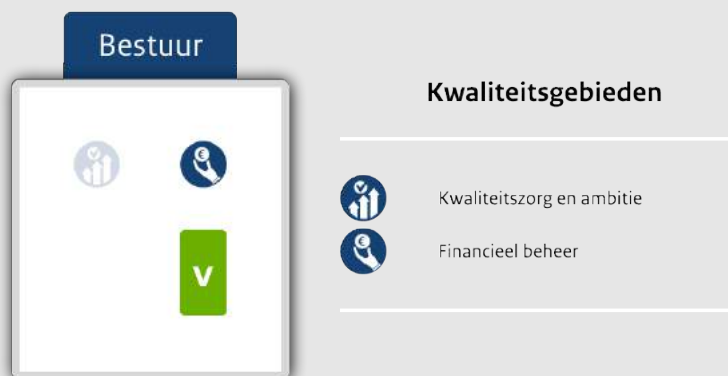 Bestuur
V
Kwaliteitsgebieden
Kwaliteitszorg en ambitie
Financieel beheer